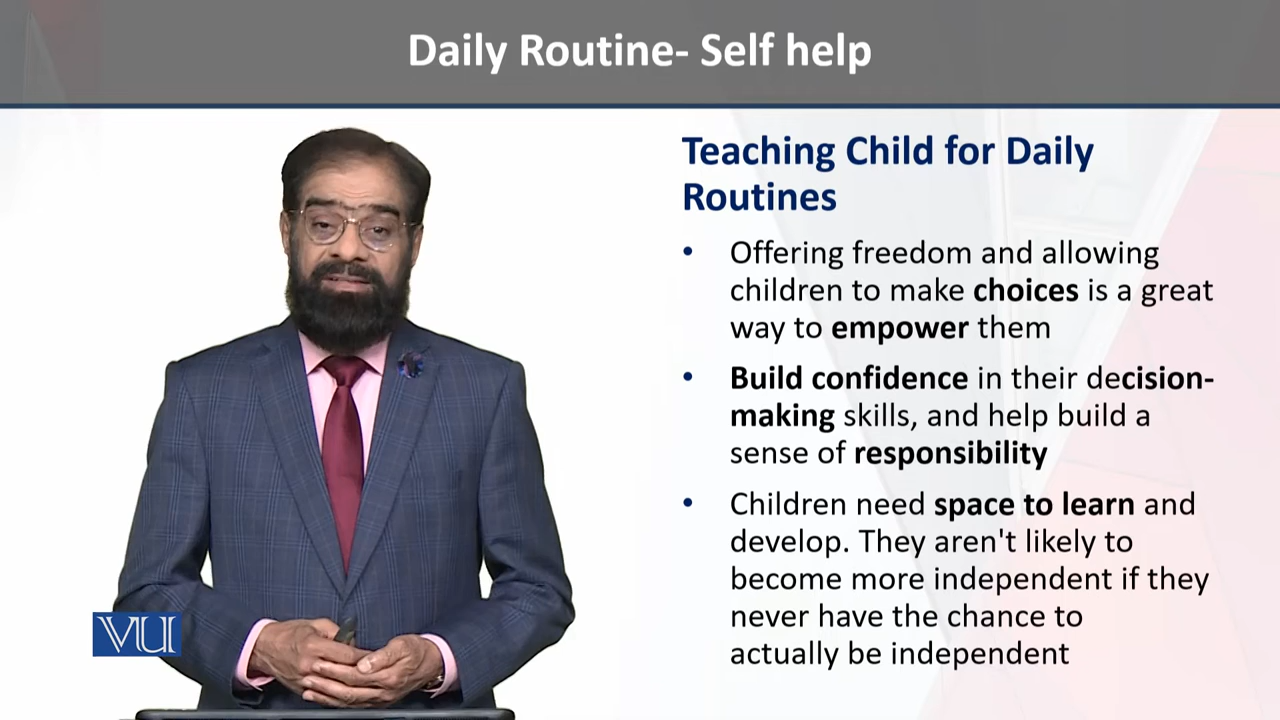 Daily Routine- Self help
Teaching Child for Daily
Routines
• Offering freedom and allowing
children to make choices is a great
way to empower them
• Build confidence in their decision-
making skills, and help build a
sense of responsibility
• Children need space to learn and
develop. They aren't likely to
become more independent if they
never have the chance to
actually be independent
VU